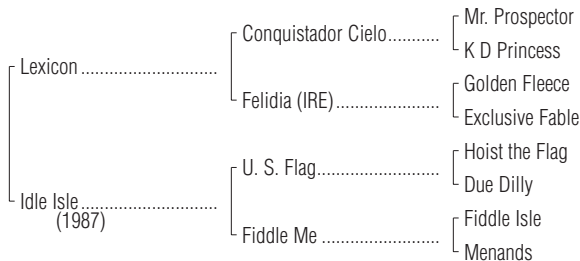 Mr. Prospector
Conquistador Cielo..........
K D Princess
Lexicon ............................
Golden Fleece
Felidia (IRE).....................
Exclusive Fable
Hoist the Flag
U. S. Flag.........................
Due Dilly
Idle Isle............................
(1987)
Fiddle Isle
Fiddle Me ........................
Menands